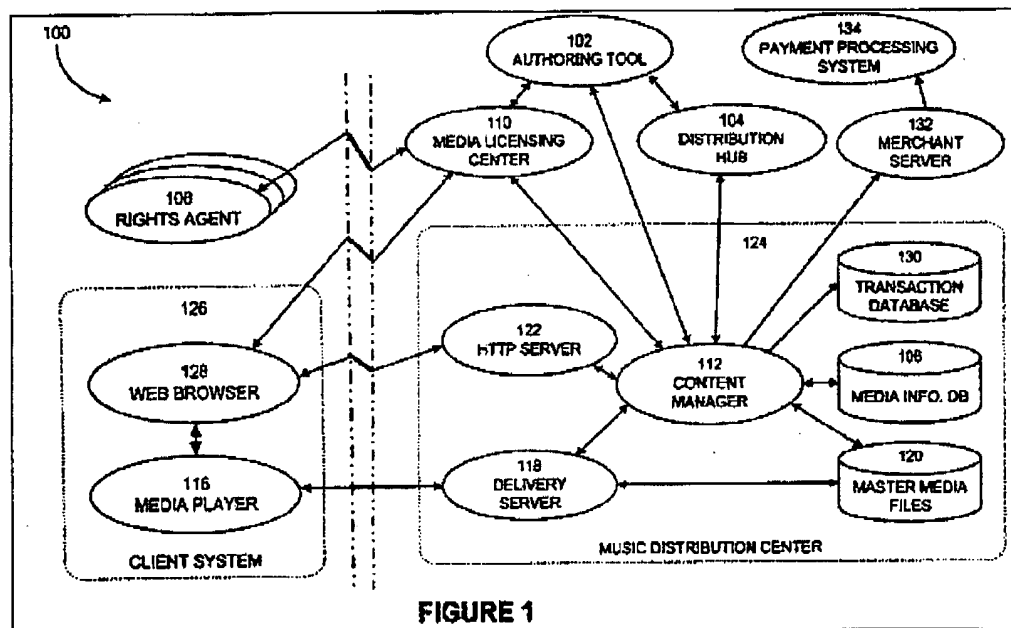 100
102
AUTHORING TOOL
134
PAYMENT PROCESSING
SYSTEM
110
MEDIA LICENSING
CENTER
104
DISTRIBUTION
HUB
132
MERCHANT
SERVER
108
RIGHTS AGENT
124
130
TRANSACTION
DATABASE
126
122
HTTP SERVER
128
WEB BROWSER
112
CONTENT
MANAGER
106
MEDIA INFO. DB
116
MEDIA PLAYER
118
DELIVERY
SERVER
120
MASTER MEDIA
FILES
CLIENT SYSTEM
MUSIC DISTRIBUTION CENTER
FIGURE 1